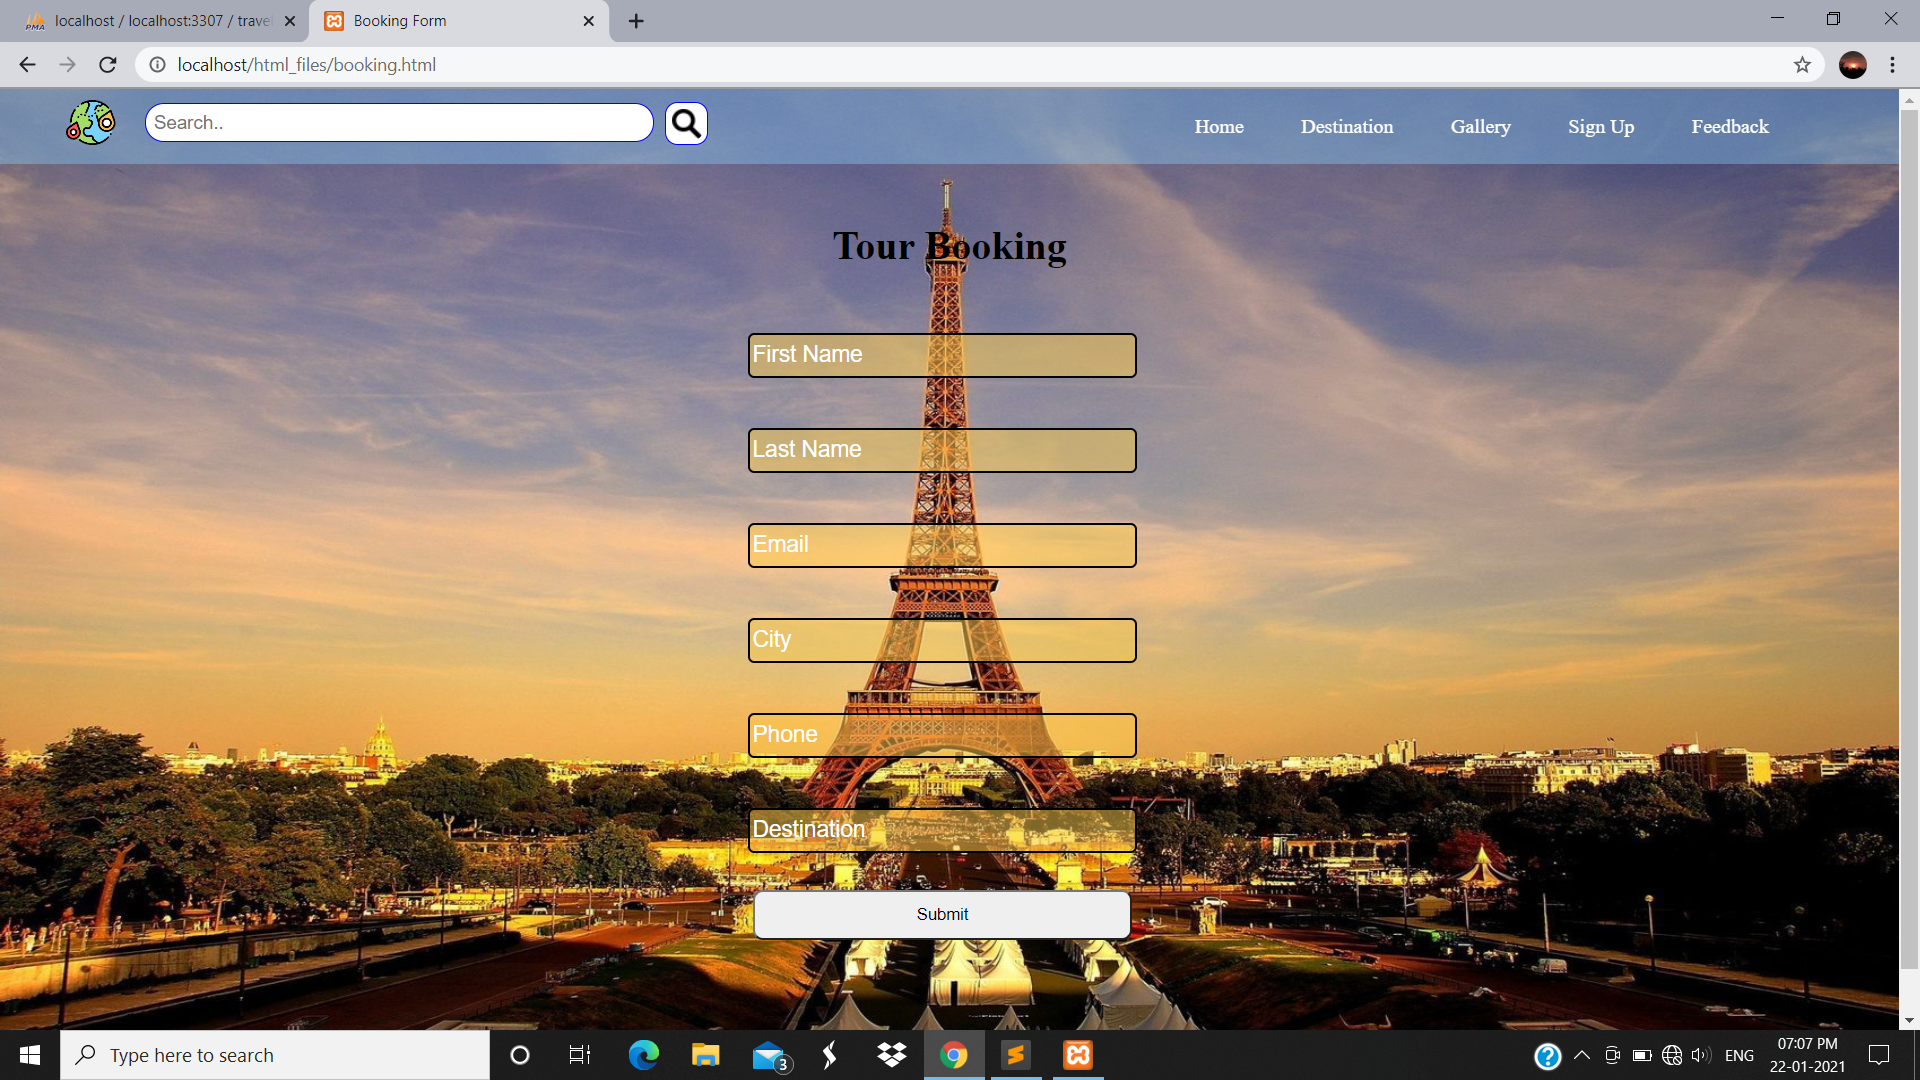 localhost / localhost:3307 / trave
Booking Form
localhost/html_files/booking.html
Search..
Home
Destination
Gallery
Sign Up
Feedback
Tour Booking
First Name
Last Name
Email
City
Phone
Destination
Submit
Type here to search
3
ENG
07:07 PM
22-01-2021